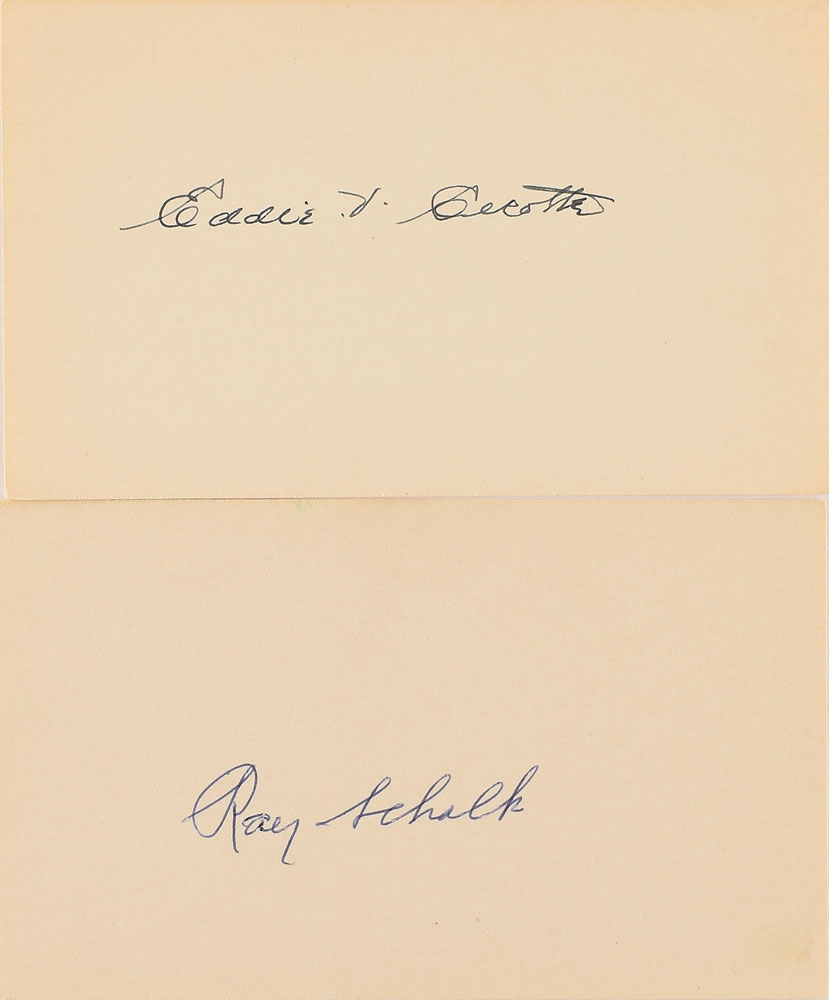 Eddie V. Cicotte
Ray Schalk